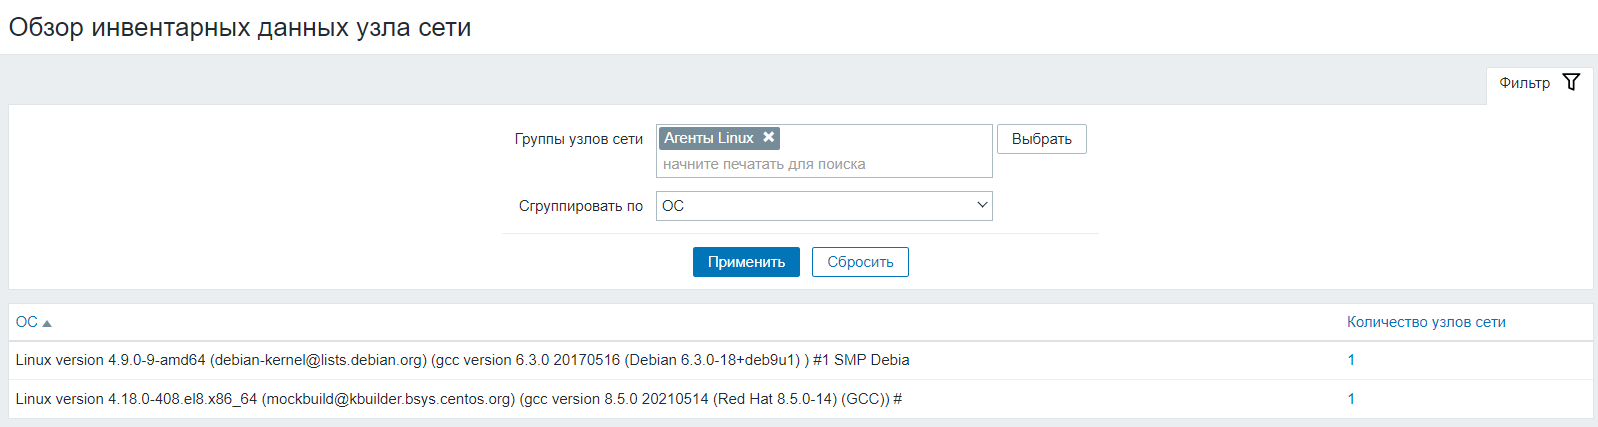 Обзор инвентарных данных узла сети
Фильтр
Группы узлов сети Агенты Linux Выбрать
начните печатать для поиска
Сгруппировать по ОС
Применить Сбросить
ОС Количество узлов сети
Linux version 4.9.0-9-amd64 (debian-kernel@lists.debian.org) (gcc version 6.3.0 20170516 (Debian 6.3.0-18+deb9u1) ) #1 SMP Debia 1
Linux version 4.18.0-408.el8.x86_64 (mockbuild@kbuilder.bsys.centos.org) (gcc version 8.5.0 20210514 (Red Hat 8.5.0-14) (GCC)) # 1